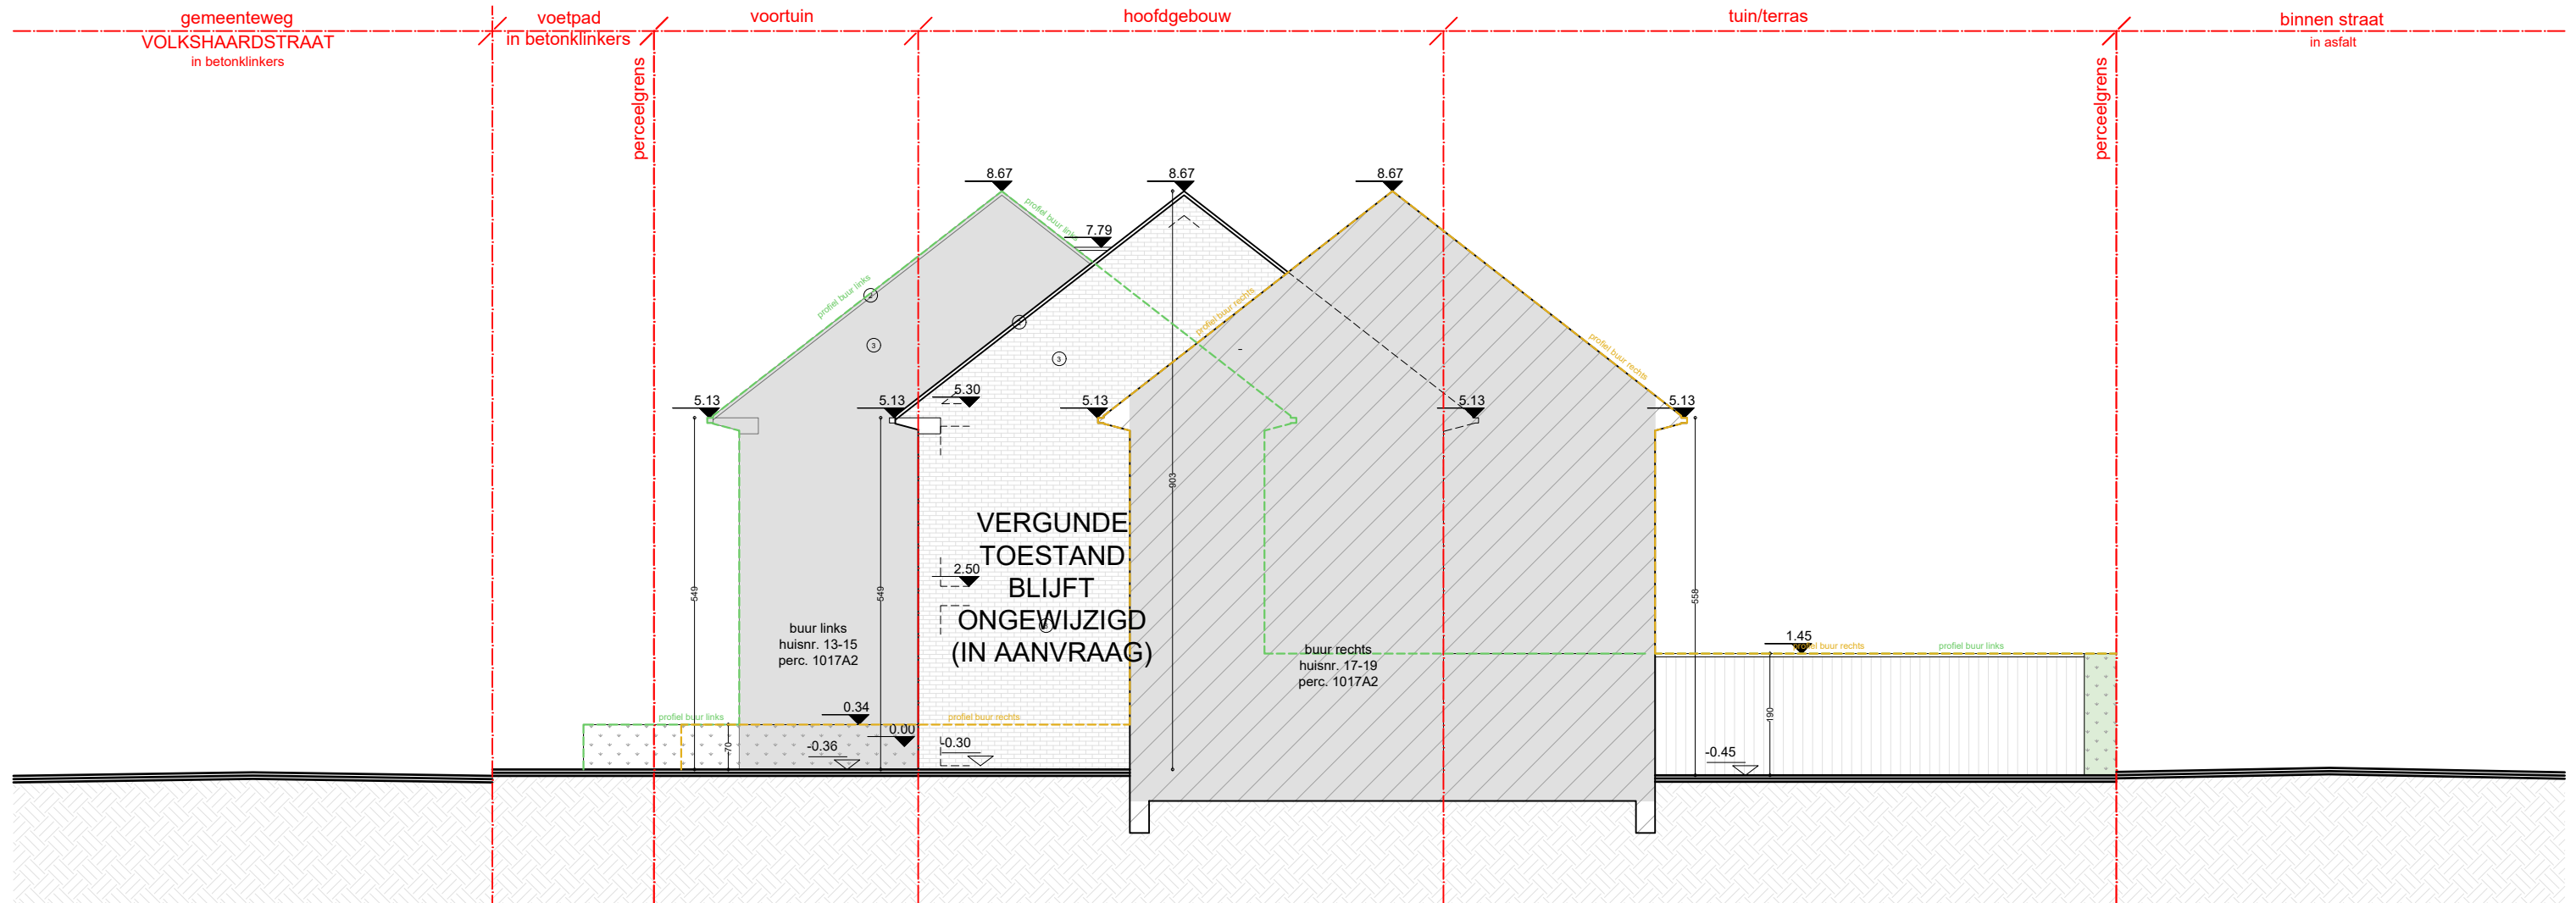 gemeenteweg
VOLKSHAARDSTRAAT
in betonklinkers
voetpad
in betonklinkers
voortuin
hoofdgebouw
tuin/terras
binnen straat
in asfalt
perceelgrens
perceelgrens
8.67
8.67
8.67
profiel buur links
7.79
profiel buur links
profiel buur rechts
profiel buur rechts
3
3
5.13
5.13
5.30
5.13
5.13
5.13
903
549
549
558
VERGUNDE
TOESTAND
BLIJFT
ONGEWIJZIGD
(IN AANVRAAG)
2.50
buur links
huisnr. 13-15
perc. 1017A2
buur rechts
huisnr. 17-19
perc. 1017A2
1.45
profiel buur rechts
profiel buur links
profiel buur links
0.34
profiel buur rechts
0.00
-0.36
-0.30
70
190
-0.45